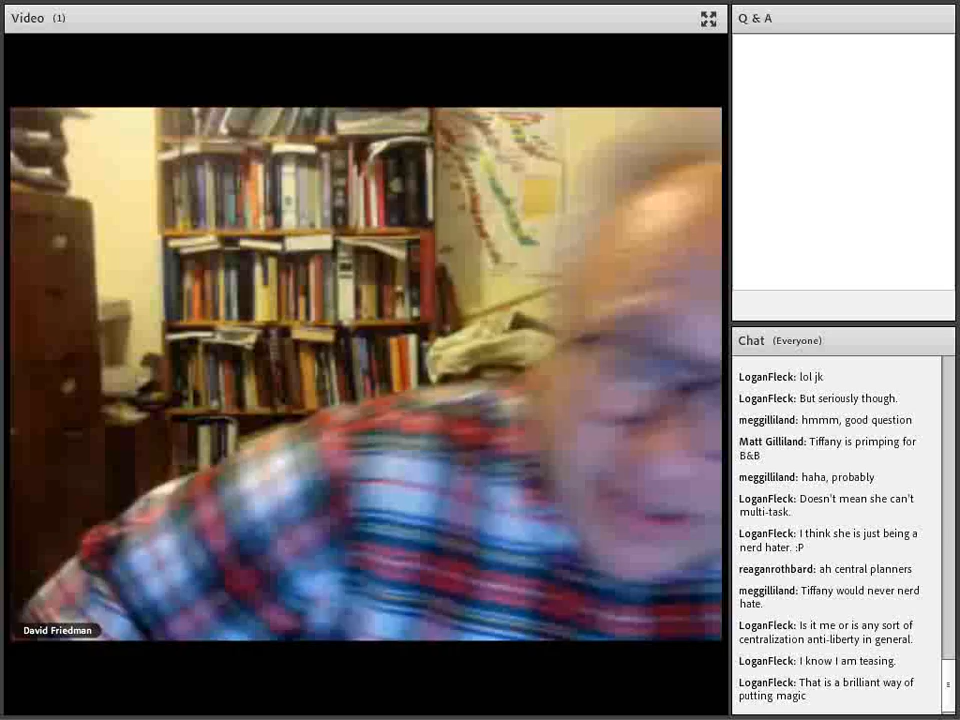 Video (1)
David Friedman
Q & A
Chat (Everyone)
LoganFleck: lol jk
LoganFleck: But seriously though.
meggilliland: hmmm, good question
Matt Gilliland: Tiffany is primping for
B&B
meggilliland: haha, probably
LoganFleck: Doesn't mean she can't
multi-task.
LoganFleck: I think she is just being a
nerd hater. :P
reaganrothbard: ah central planners
meggilliland: Tiffany would never nerd
hate.
LoganFleck: Is it me or is any sort of
centralization anti-liberty in general.
LoganFleck: I know I am teasing.
LoganFleck: That is a brilliant way of
putting magic